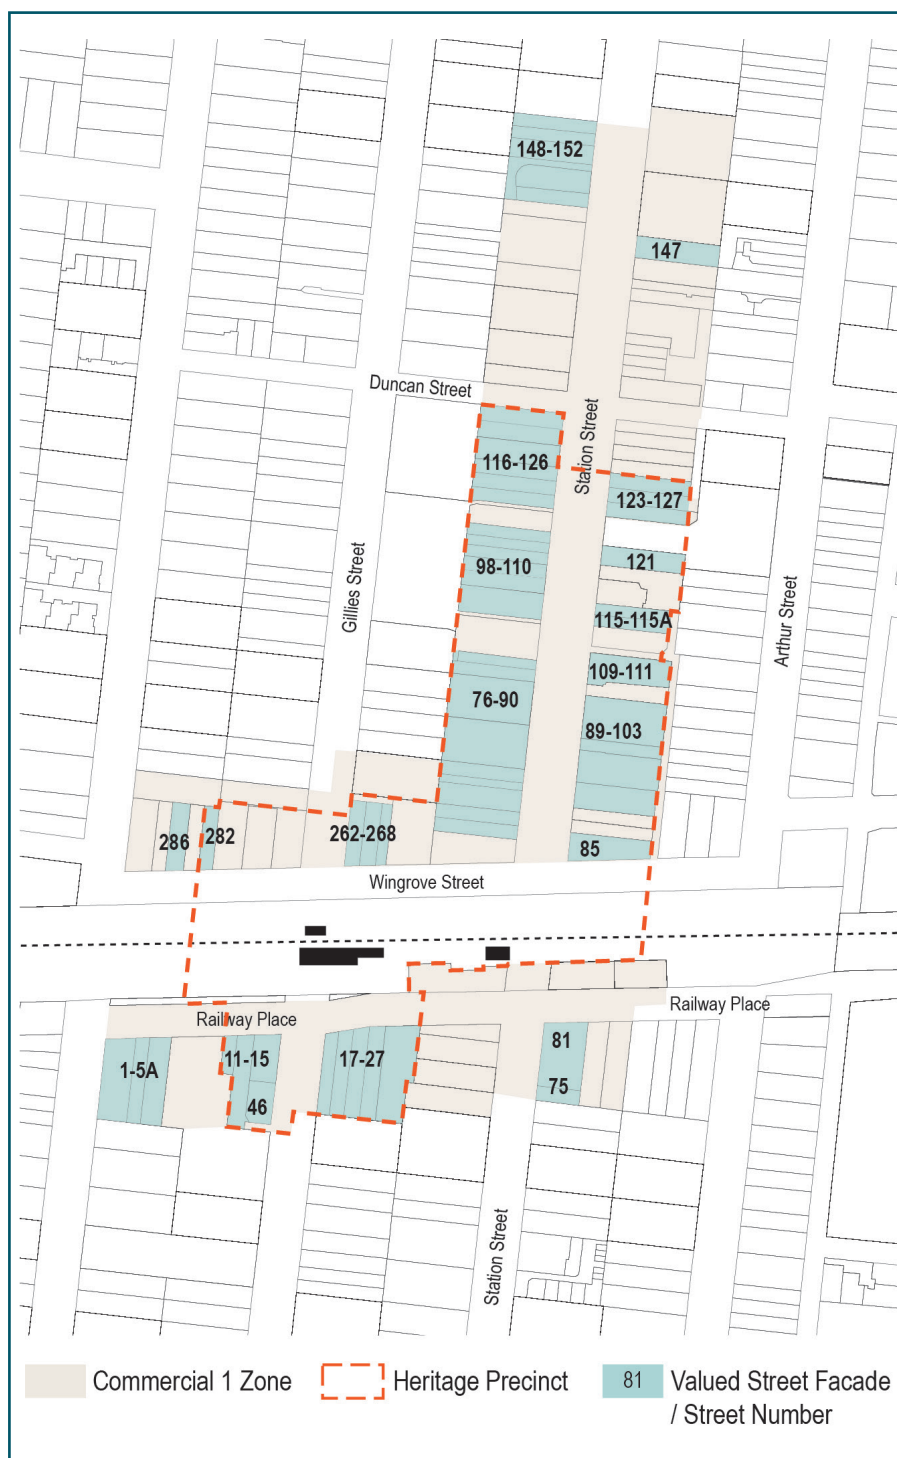 148-152
147
Duncan Street
Station Street
116-126
123-127
98-110
121
Gillies Street
115-115A
Arthur Street
109-111
76-90
89-103
286
282
262-268
85
Wingrove Street
Railway Place
Railway Place
1-5A
11-15
17-27
81
75
46
Station Street
Commercial 1 Zone
Heritage Precinct
81
Valued Street Facade
/ Street Number